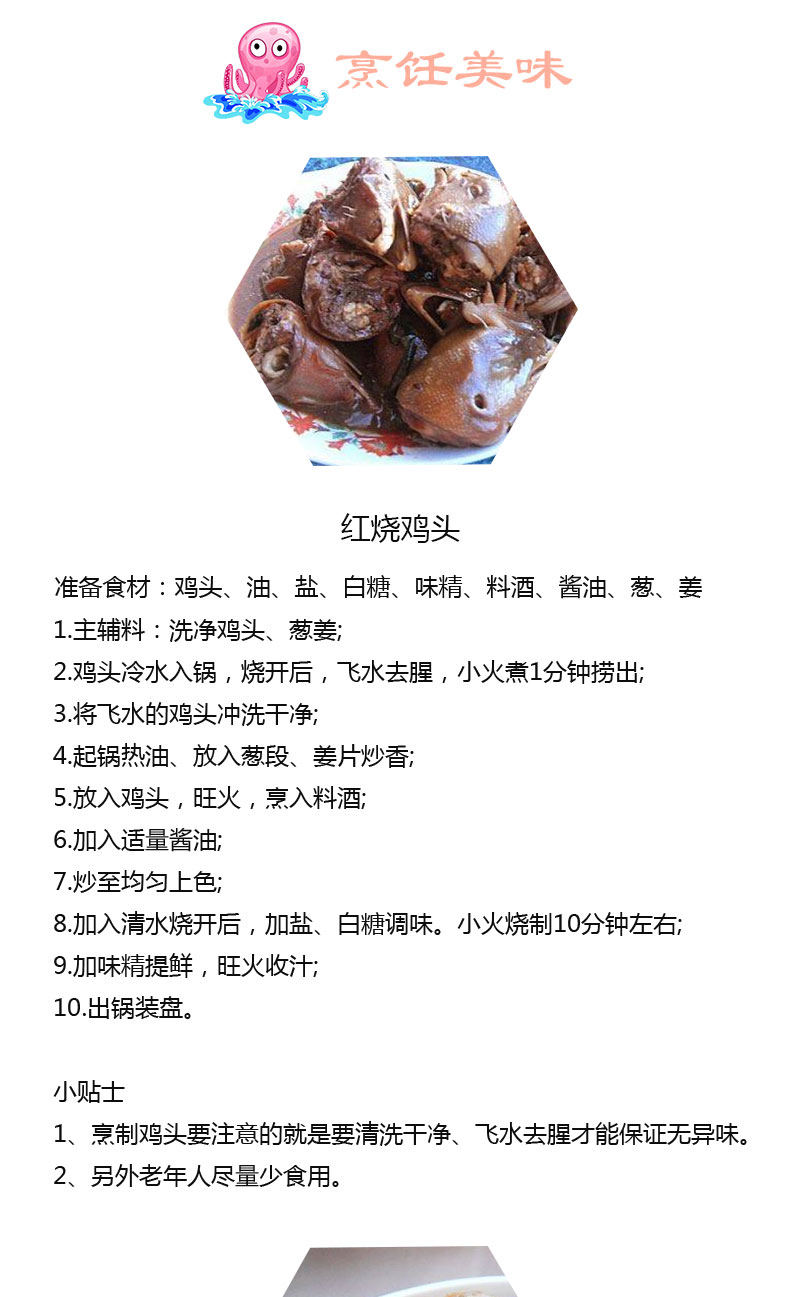 烹饪美味
红烧鸡头
准备食材：鸡头、油、盐、白糖、味精、料酒、酱油、葱、姜
1.主辅料：洗净鸡头、葱姜;
2.鸡头冷水入锅，烧开后，飞水去腥，小火煮1分钟捞出;
3.将飞水的鸡头冲洗干净;
4.起锅热油、放入葱段、姜片炒香;
5.放入鸡头，旺火，烹入料酒;
6.加入适量酱油;
7.炒至均匀上色;
8.加入清水烧开后，加盐、白糖调味。小火烧制10分钟左右;
9.加味精提鲜，旺火收汁;
10.出锅装盘。
小贴士
1、烹制鸡头要注意的就是要清洗干净、飞水去腥才能保证无异味。
2、另外老年人尽量少食用。